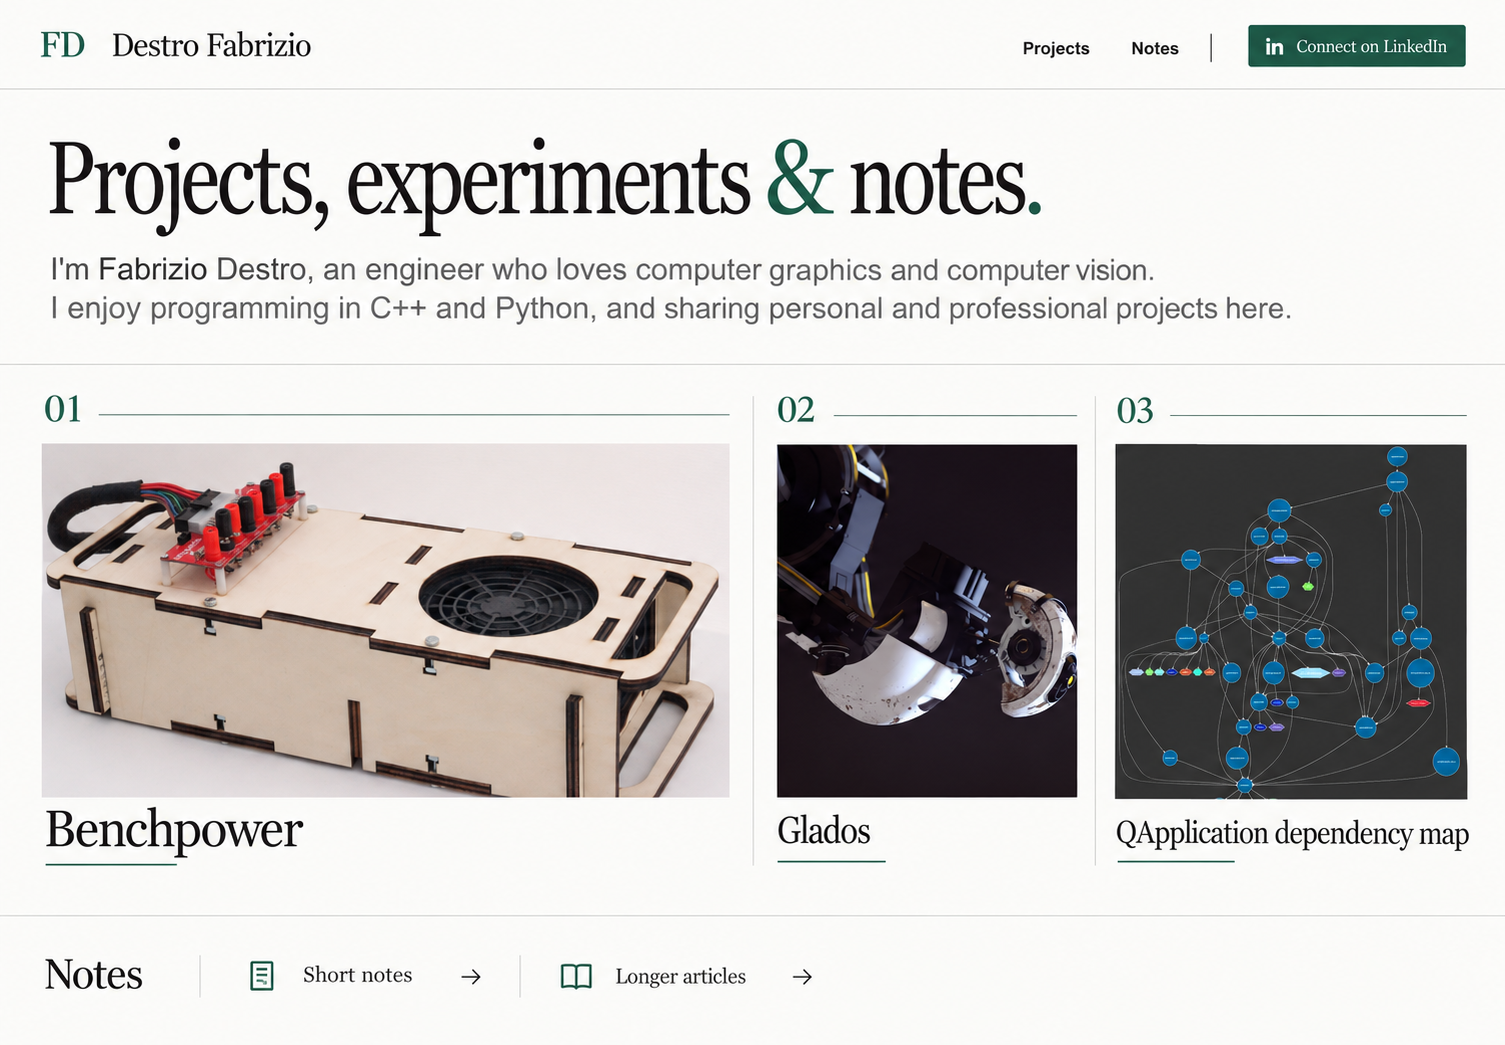 FD Destro Fabrizio
Projects Notes
in Connect on LinkedIn
Projects, experiments & notes.
I'm Fabrizio Destro, an engineer who loves computer graphics and computer vision.
I enjoy programming in C++ and Python, and sharing personal and professional projects here.
01
02
03
Benchpower
Glados
QApplication dependency map
Notes
Short notes →
Longer articles →